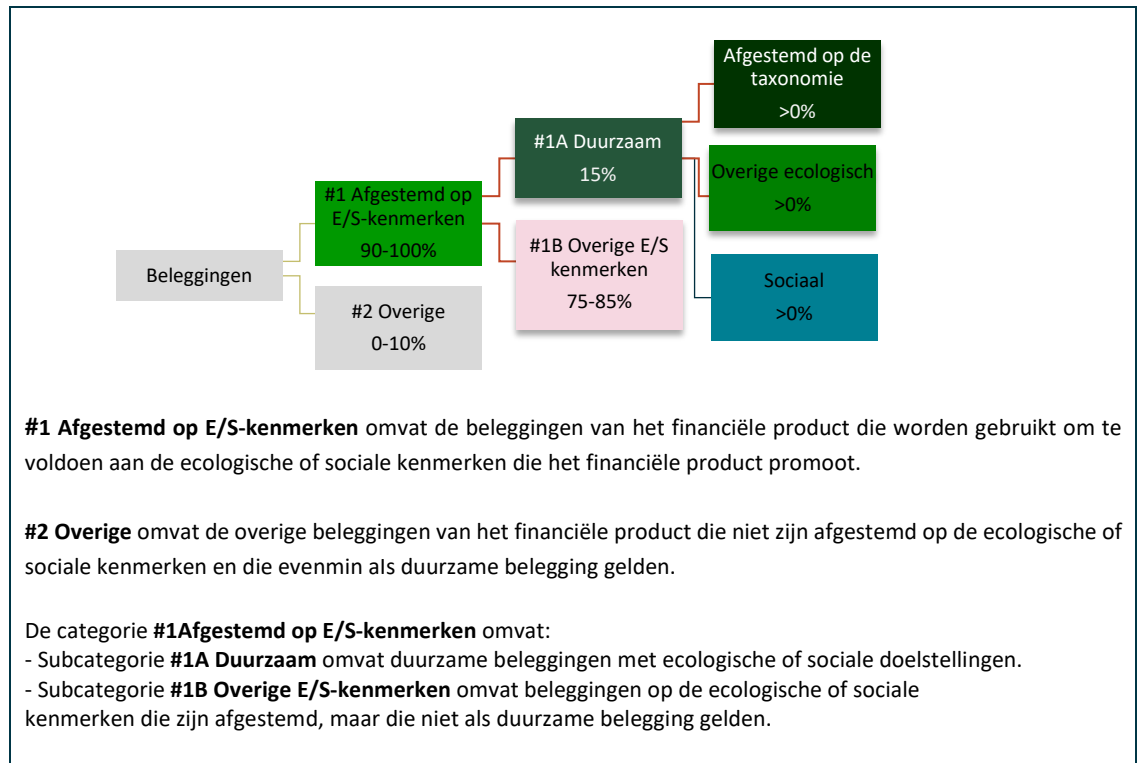 Afgestemd op de
taxonomie
>0%
#1A Duurzaam
15%
Overige ecologisch
>0%
#1 Afgestemd op
E/S-kenmerken
90-100%
#1B Overige E/S
kenmerken
75-85%
Beleggingen
Sociaal
>0%
#2 Overige
0-10%
#1 Afgestemd op E/S-kenmerken omvat de beleggingen van het financiële product die worden gebruikt om te
voldoen aan de ecologische of sociale kenmerken die het financiële product promoot.
#2 Overige omvat de overige beleggingen van het financiële product die niet zijn afgestemd op de ecologische of
sociale kenmerken en die evenmin als duurzame belegging gelden.
De categorie #1Afgestemd op E/S-kenmerken omvat:
- Subcategorie #1A Duurzaam omvat duurzame beleggingen met ecologische of sociale doelstellingen.
- Subcategorie #1B Overige E/S-kenmerken omvat beleggingen op de ecologische of sociale
kenmerken die zijn afgestemd, maar die niet als duurzame belegging gelden.